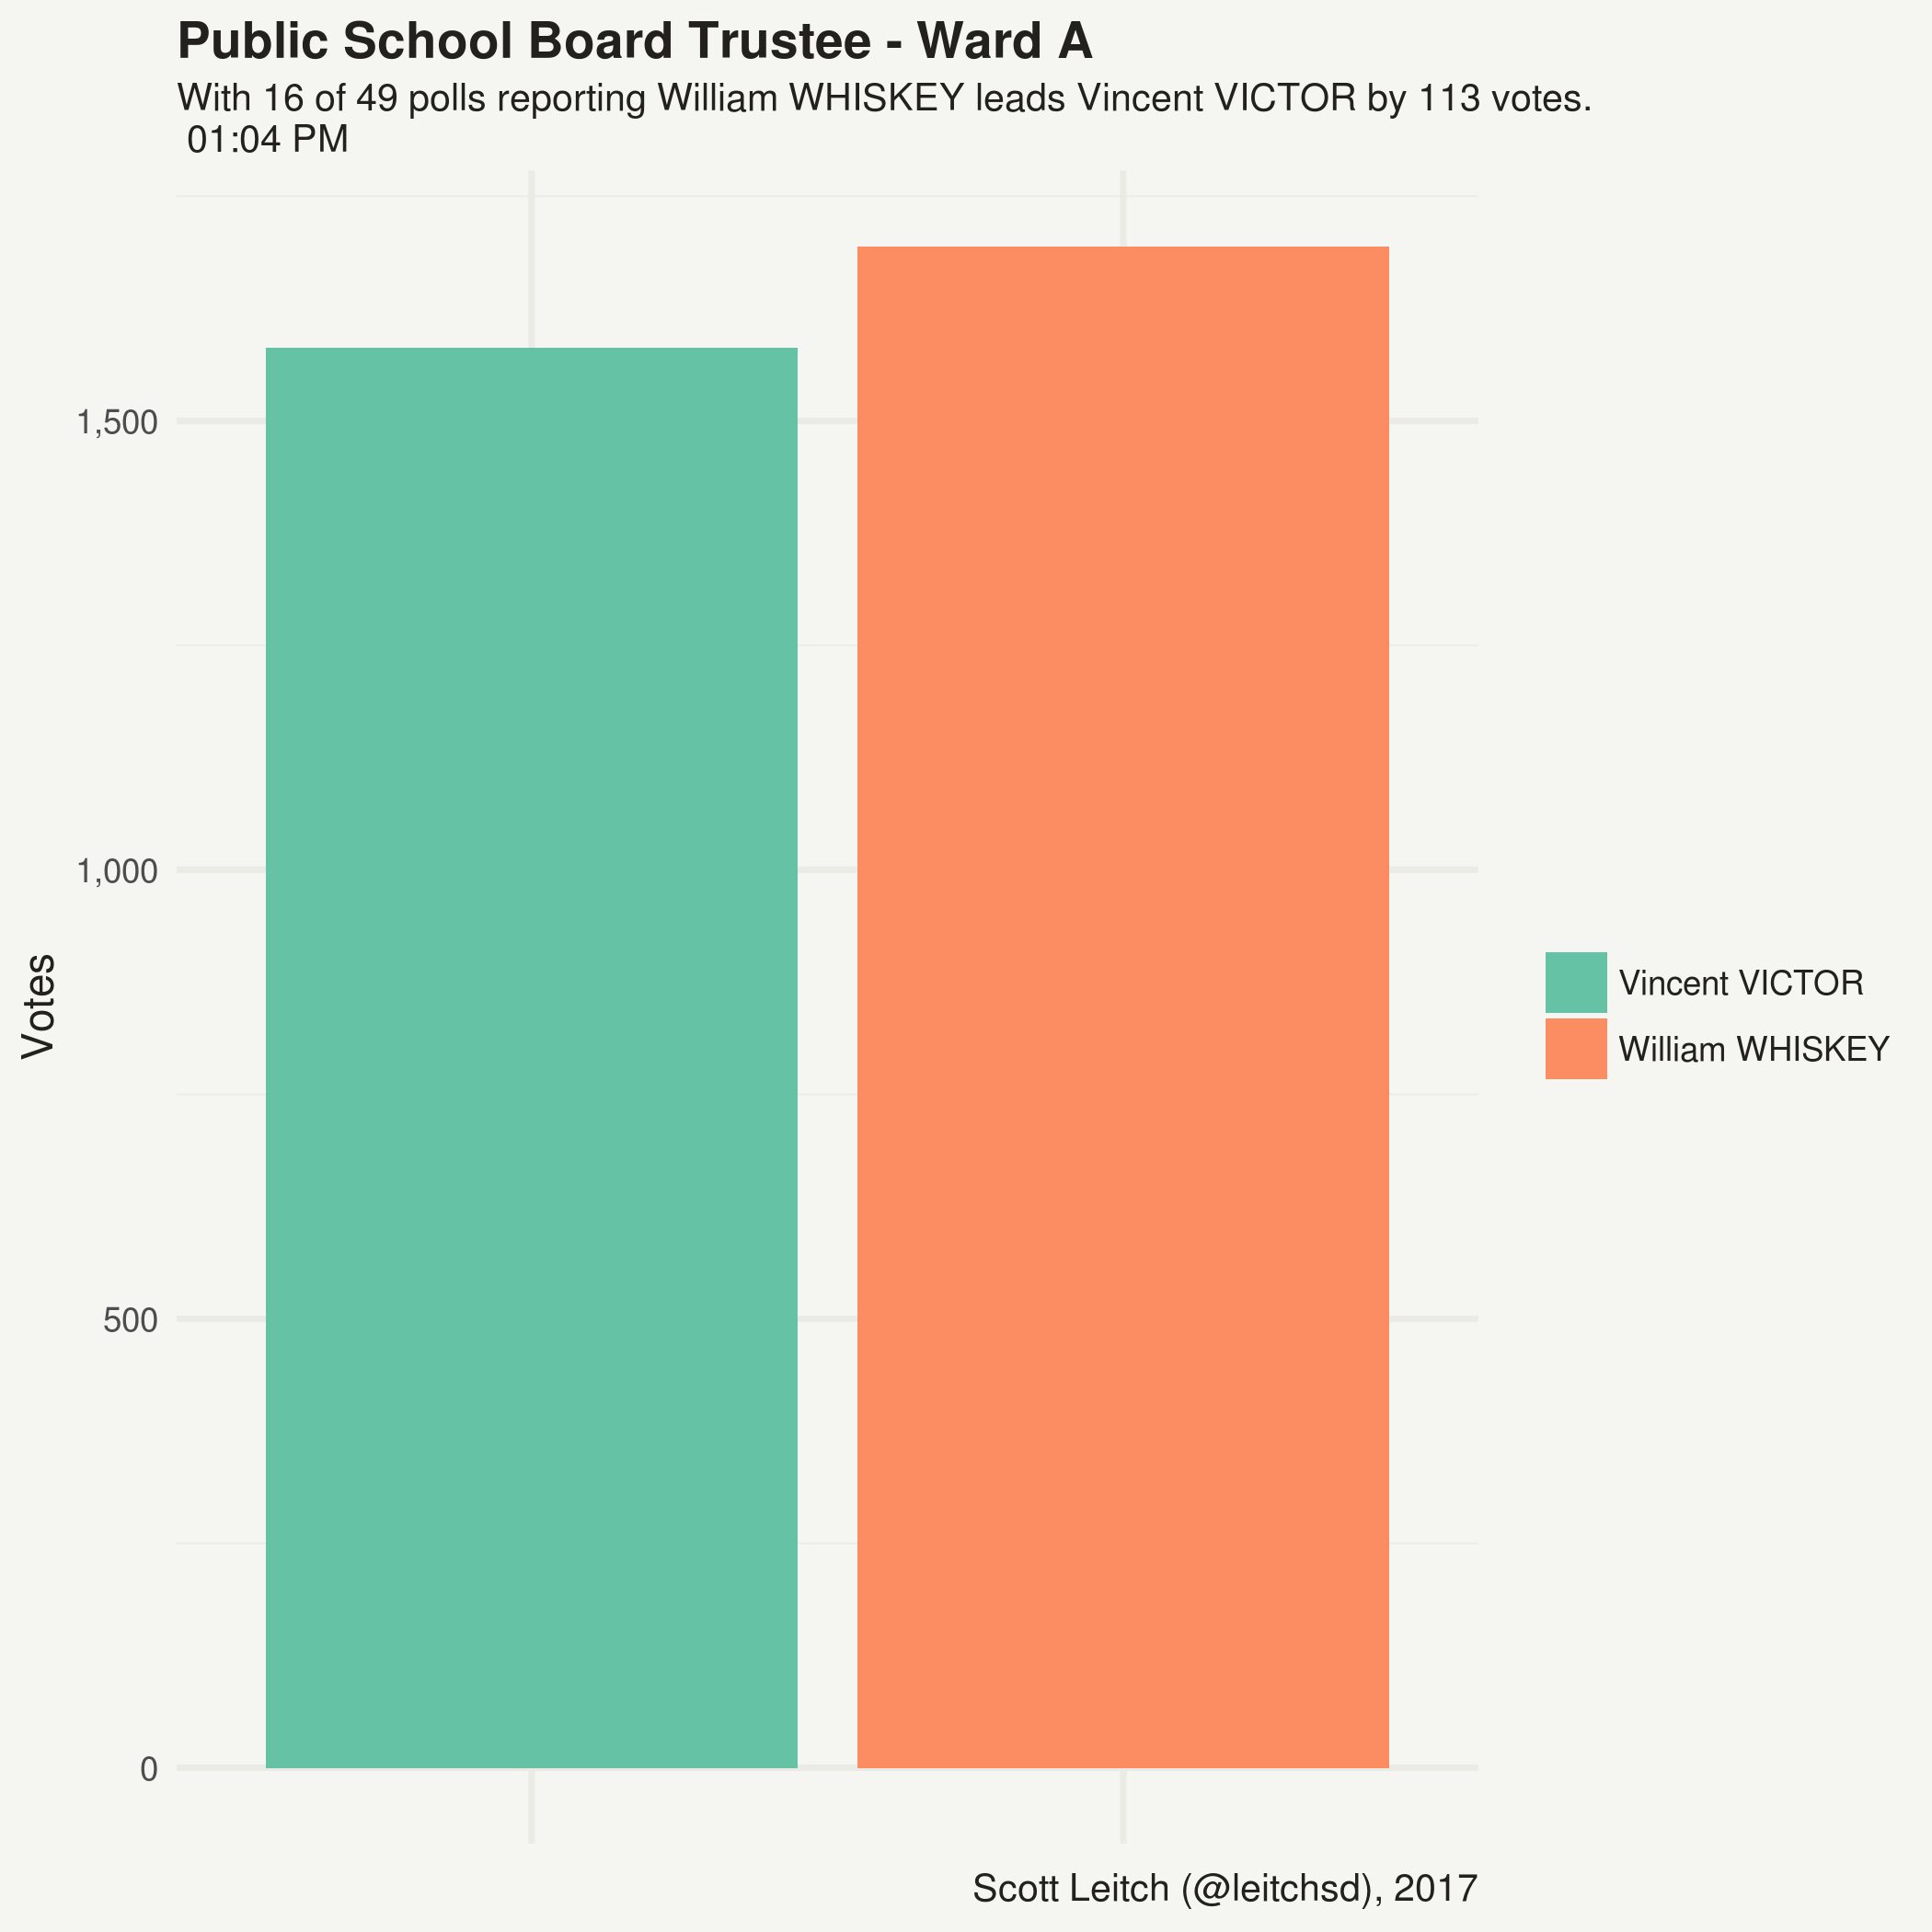 Public School Board Trustee - Ward A
With 16 of 49 polls reporting William WHISKEY leads Vincent VICTOR by 113 votes.
01:04 PM
1,500
1,000
500
0
Votes
Vincent VICTOR
William WHISKEY
Scott Leitch (@leitchsd), 2017